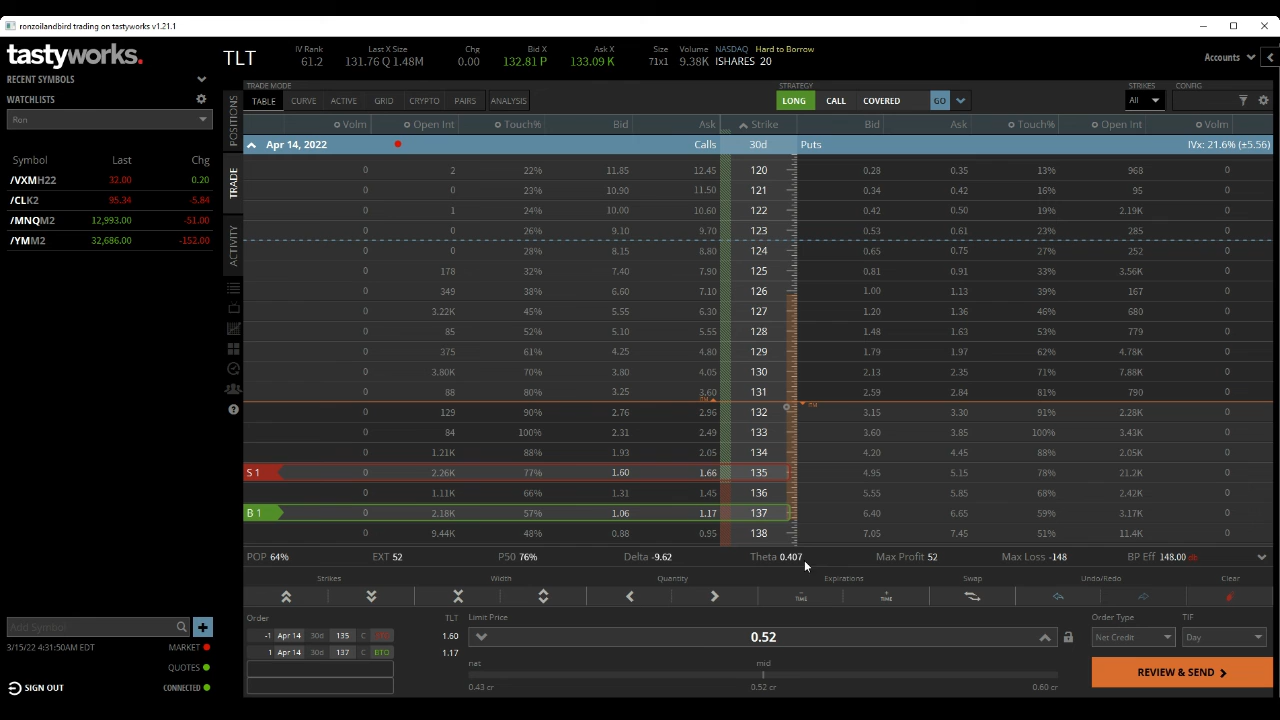 ronzoilandbird trading on tastyworks v1.21.1
tastyworks.
RECENT SYMBOLS
WATCHLISTS
Ron
Symbol Last Chg
/VXMH22 32.00 0.20
/CLK2 95.34 -5.84
/MNQM2 12,993.00 -51.00
/YMM2 32,686.00 -152.00
Add Symbol
3/15/22 4:31:50A EDT MARKET
QUOTES
SIGN OUT CONNECTED
TLT
IV Rank Last X Size Chg Bid X Ask X Size Volume NASDAQ Hard to Borrow
61.2 131.76 Q 1.48M 0.00 132.81 P 133.09 K 71x1 9.38K ISHARES 20
Accounts
TRADE MODE STRATEGY STRIKES CONFIG
TABLE CURVE ACTIVE GRID CRYPTO PAIRS ANALYSIS LONG CALL COVERED GO All
POSITIONS
TRADE
ACTIVITY
Volm Open Int Touch% Bid Ask Strike Bid Ask Touch% Open Int Volm
Apr 14, 2022 Calls 30d Puts IVx: 21.6% (±5.56)
2 22% 11.85 12.45 120 0.28 0.35 13% 968
0 0 23% 10.90 11.50 121 0.34 0.42 16% 95 0
0 1 24% 10.00 10.60 122 0.42 0.50 19% 2.19K 0
0 0 26% 9.10 9.70 123 0.53 0.61 23% 285 0
0 0 28% 8.15 8.80 124 0.65 0.75 27% 252 0
0 178 32% 7.40 7.90 125 0.81 0.91 33% 3.56K 0
0 349 38% 6.60 7.10 126 1.00 1.13 39% 167 0
0 3.22K 45% 5.55 6.30 127 1.20 1.36 46% 680 0
0 85 52% 5.10 5.55 128 1.48 1.63 53% 779 0
0 375 61% 4.25 4.80 129 1.79 1.97 62% 4.78K 0
0 3.80K 70% 3.80 4.05 130 2.13 2.35 71% 7.88K 0
0 88 80% 3.25 3.60 131 2.59 2.84 81% 790 0
0 129 90% 2.76 2.96 132 3.15 3.30 91% 2.28K 0
0 84 100% 2.31 2.49 133 3.60 3.85 100% 3.43K 0
0 1.21K 88% 1.93 2.05 134 4.20 4.45 88% 2.05K 0
S 1 0 2.26K 77% 1.60 1.66 135 4.95 5.15 78% 21.2K 0
0 1.11K 66% 1.31 1.45 136 5.55 5.85 68% 2.42K 0
B 1 0 2.18K 57% 1.06 1.17 137 6.40 6.65 59% 3.17K 0
9.44K 48% 0.88 0.95 138 7.05 7.45 51% 11.4K
POP 64% EXT 52 P50 76% Delta -9.62 Theta 0.407 Max Profit 52 Max Loss -148 BP Eff 148.00 db
Strikes Width Quantity Expirations Swap Undo/Redo Clear
TIME TIME
Order TLT Limit Price Order Type TIF
-1 Apr 14 30d 135 C STO 1.60 0.52 Net Credit Day
1 Apr 14 30d 137 C BTO 1.17
nat mid
0.43 cr 0.52 cr 0.60 cr
REVIEW & SEND